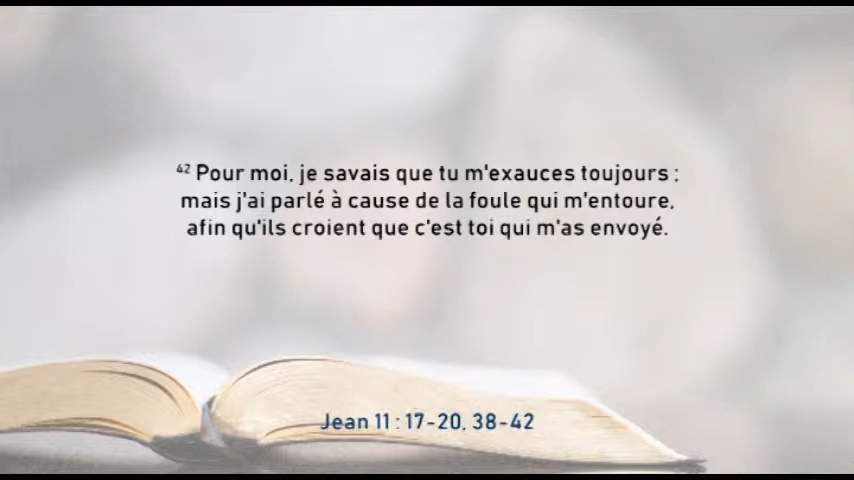 ⁴² Pour moi, je savais que tu m'exauces toujours ;
mais j'ai parlé à cause de la foule qui m'entoure,
afin qu'ils croient que c'est toi qui m'as envoyé.
Jean 11 : 17-20, 38-42